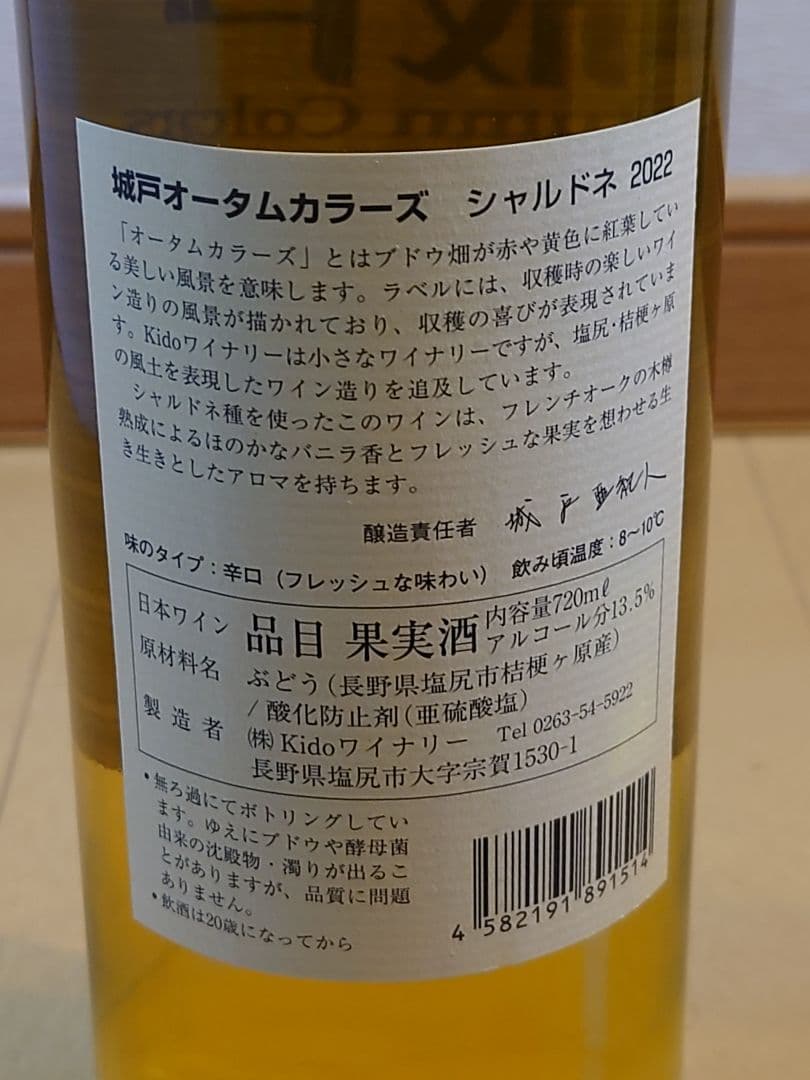 城戸オータムカラーズ シャルドネ 2022
「オータムカラーズ」とはブドウ畑が赤や黄色に紅葉してい
る美しい風景を意味します。ラベルには、収穫時の楽しいワイ
ン造りの風景が描かれており、収穫の喜びが表現されていま
す。Kidoワイナリーは小さなワイナリーですが、塩尻・桔梗ヶ原
の風土を表現したワイン造りを追及しています。
シャルドネ種を使ったこのワインは、フレンチオークの木樽
熟成によるほのかなバニラ香とフレッシュな果実を想わせる生
き生きとしたアロマを持ちます。
醸造責任者 城戸亜紀人
味のタイプ：辛口（フレッシュな味わい） 飲み頃温度：8～10℃
日本ワイン 品目 果実酒 内容量720mℓ
アルコール分13.5%
原材料名 ぶどう（長野県塩尻市桔梗ヶ原産）
/ 酸化防止剤（亜硫酸塩）
製造者 ㈱Kidoワイナリー Tel 0263-54-5922
長野県塩尻市大字宗賀1530-1
・無ろ過にてボトリングしてい
ます。ゆえにブドウや酵母菌
由来の沈殿物・濁りが出るこ
とがありますが、品質に問題
ありません。
・飲酒は20歳になってから
4 582191 891514